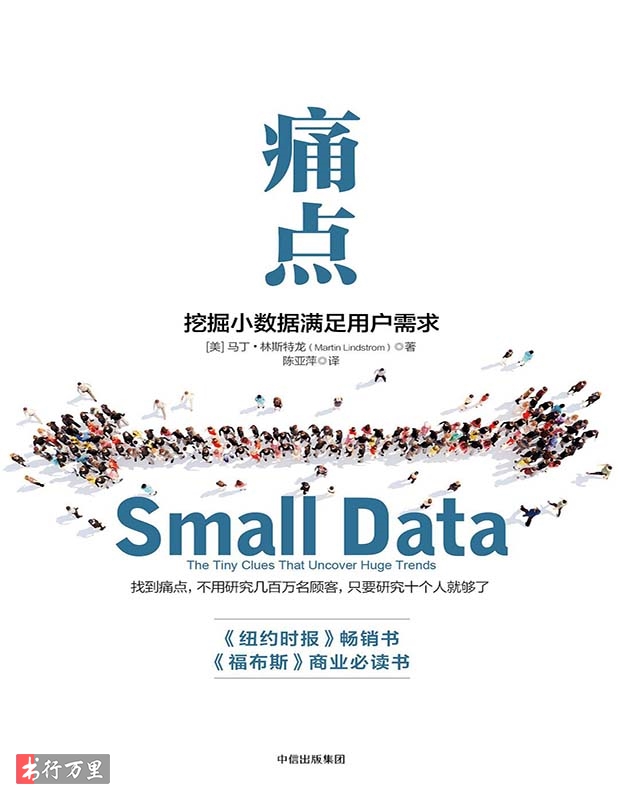 痛
点
挖掘小数据满足用户需求
[美] 马丁·林斯特龙（Martin Lindstrom）◎著
陈亚萍◎译
Small Data
The Tiny Clues That Uncover Huge Trends
找到痛点，不用研究几百万名顾客，只要研究十个人就够了
《纽约时报》畅销书
《福布斯》商业必读书
中信出版集团
书行万里